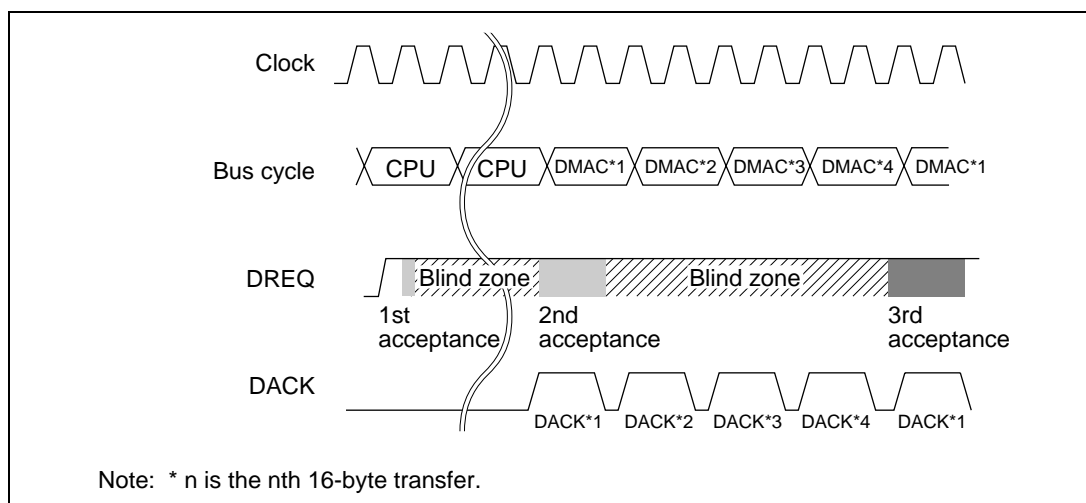 Clock
Bus cycle
CPU CPU DMAC*1 DMAC*2 DMAC*3 DMAC*4 DMAC*1
DREQ
Blind zone Blind zone
1st acceptance
2nd acceptance
3rd acceptance
DACK
DACK*1 DACK*2 DACK*3 DACK*4 DACK*1
Note: * n is the nth 16-byte transfer.